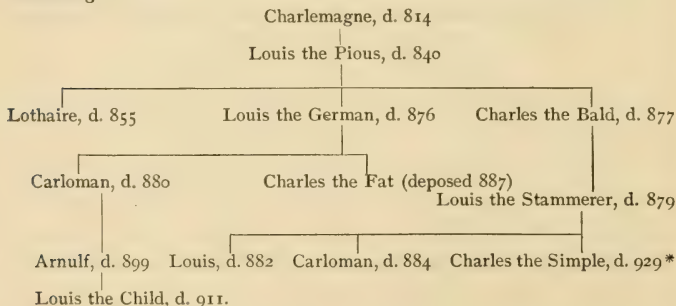 Charlemagne, d. 814
Louis the Pious, d. 840
Lothaire, d. 855 Louis the German, d. 876 Charles the Bald, d. 877
Carloman, d. 880 Charles the Fat (deposed 887)
Louis the Stammerer, d. 879
Arnulf, d. 899 Louis, d. 882 Carloman, d. 884 Charles the Simple, d. 929*
Louis the Child, d. 911.